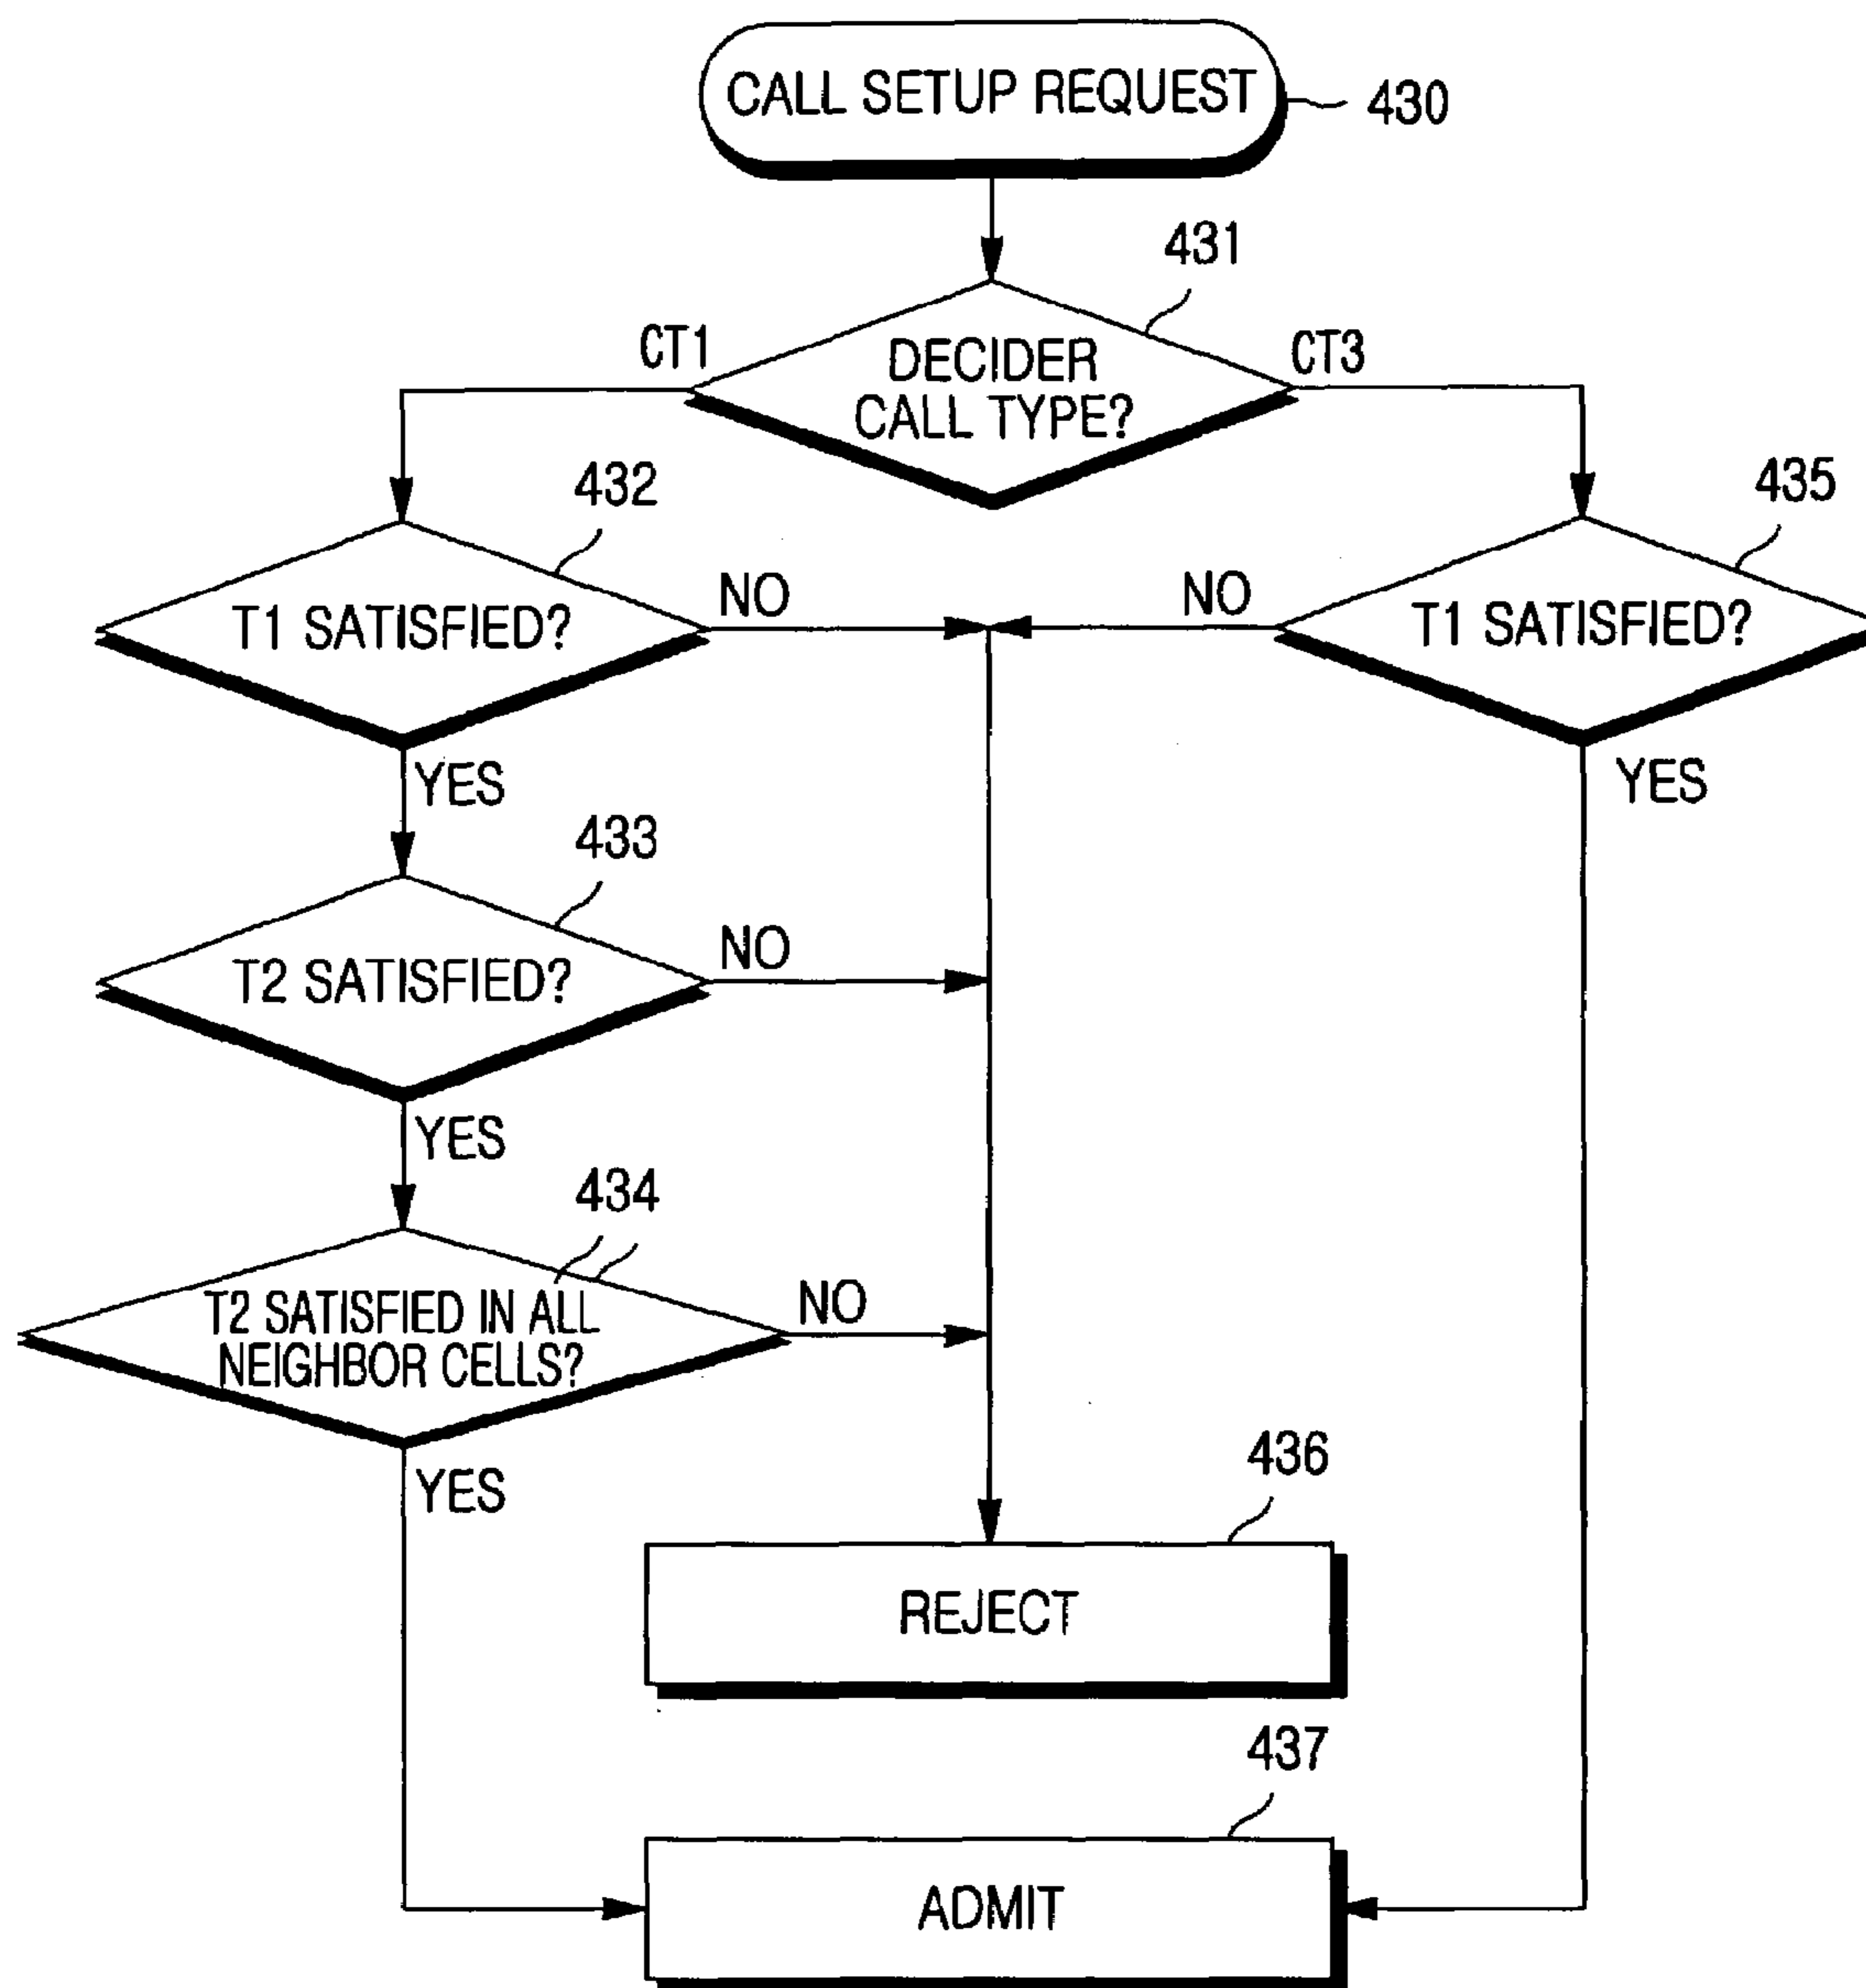 CALL SETUP REQUEST
430
431
CT1
DECIDER
CALL TYPE?
CT3
432
435
T1 SATISFIED?
NO
NO
T1 SATISFIED?
YES
YES
433
T2 SATISFIED?
NO
YES
434
T2 SATISFIED IN ALL
NEIGHBOR CELLS?
NO
YES
436
REJECT
437
ADMIT